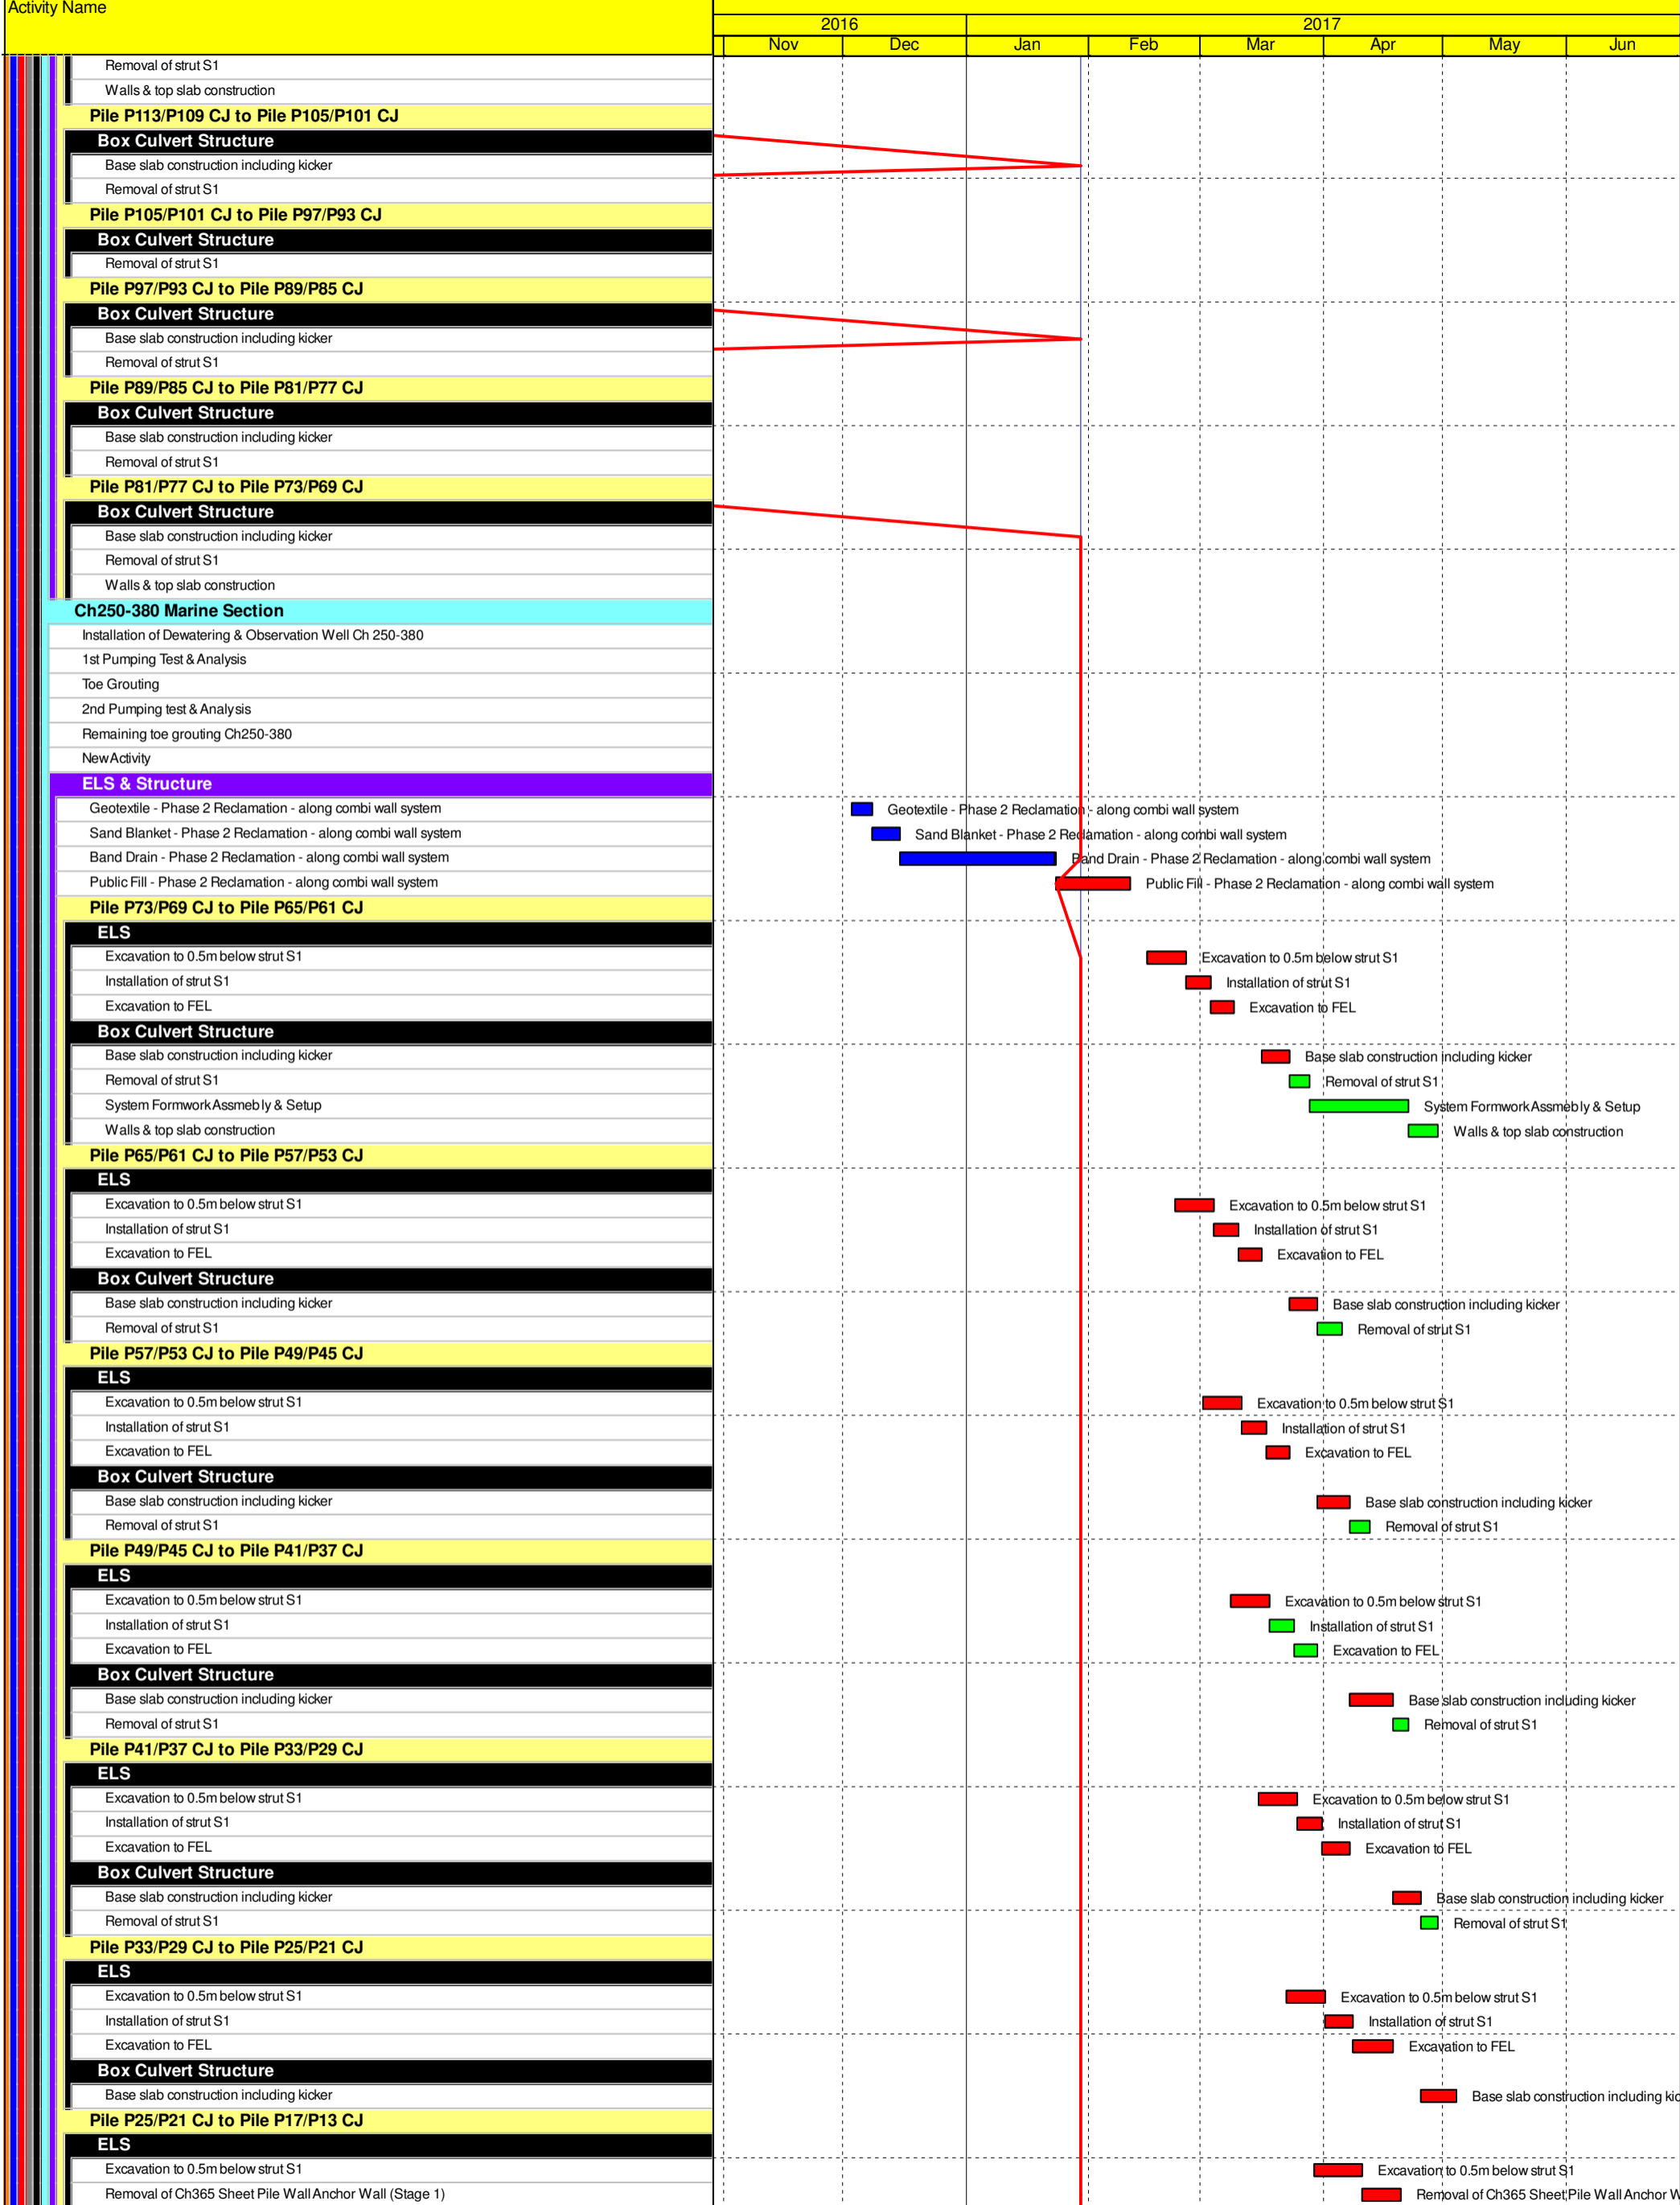 Activity Name
2016 2017
Nov Dec Jan Feb Mar Apr May Jun
Removal of strut S1
Walls & top slab construction
Pile P113/P109 CJ to Pile P105/P101 CJ
Box Culvert Structure
Base slab construction including kicker
Removal of strut S1
Pile P105/P101 CJ to Pile P97/P93 CJ
Box Culvert Structure
Removal of strut S1
Pile P97/P93 CJ to Pile P89/P85 CJ
Box Culvert Structure
Base slab construction including kicker
Removal of strut S1
Pile P89/P85 CJ to Pile P81/P77 CJ
Box Culvert Structure
Base slab construction including kicker
Removal of strut S1
Pile P81/P77 CJ to Pile P73/P69 CJ
Box Culvert Structure
Base slab construction including kicker
Removal of strut S1
Walls & top slab construction
Ch250-380 Marine Section
Installation of Dewatering & Observation Well Ch 250-380
1st Pumping Test & Analysis
Toe Grouting
2nd Pumping test & Analysis
Remaining toe grouting Ch250-380
New Activity
ELS & Structure
Geotextile - Phase 2 Reclamation - along combi wall system Geotextile - Phase 2 Reclamation - along combi wall system
Sand Blanket - Phase 2 Reclamation - along combi wall system Sand Blanket - Phase 2 Reclamation - along combi wall system
Band Drain - Phase 2 Reclamation - along combi wall system Band Drain - Phase 2 Reclamation - along combi wall system
Public Fill - Phase 2 Reclamation - along combi wall system Public Fill - Phase 2 Reclamation - along combi wall system
Pile P73/P69 CJ to Pile P65/P61 CJ
ELS
Excavation to 0.5m below strut S1 Excavation to 0.5m below strut S1
Installation of strut S1 Installation of strut S1
Excavation to FEL Excavation to FEL
Box Culvert Structure
Base slab construction including kicker Base slab construction including kicker
Removal of strut S1 Removal of strut S1
System Formwork Assmebly & Setup System Formwork Assmebly & Setup
Walls & top slab construction Walls & top slab construction
Pile P65/P61 CJ to Pile P57/P53 CJ
ELS
Excavation to 0.5m below strut S1 Excavation to 0.5m below strut S1
Installation of strut S1 Installation of strut S1
Excavation to FEL Excavation to FEL
Box Culvert Structure
Base slab construction including kicker Base slab construction including kicker
Removal of strut S1 Removal of strut S1
Pile P57/P53 CJ to Pile P49/P45 CJ
ELS
Excavation to 0.5m below strut S1 Excavation to 0.5m below strut S1
Installation of strut S1 Installation of strut S1
Excavation to FEL Excavation to FEL
Box Culvert Structure
Base slab construction including kicker Base slab construction including kicker
Removal of strut S1 Removal of strut S1
Pile P49/P45 CJ to Pile P41/P37 CJ
ELS
Excavation to 0.5m below strut S1 Excavation to 0.5m below strut S1
Installation of strut S1 Installation of strut S1
Excavation to FEL Excavation to FEL
Box Culvert Structure
Base slab construction including kicker Base slab construction including kicker
Removal of strut S1 Removal of strut S1
Pile P41/P37 CJ to Pile P33/P29 CJ
ELS
Excavation to 0.5m below strut S1 Excavation to 0.5m below strut S1
Installation of strut S1 Installation of strut S1
Excavation to FEL Excavation to FEL
Box Culvert Structure
Base slab construction including kicker Base slab construction including kicker
Removal of strut S1 Removal of strut S1
Pile P33/P29 CJ to Pile P25/P21 CJ
ELS
Excavation to 0.5m below strut S1 Excavation to 0.5m below strut S1
Installation of strut S1 Installation of strut S1
Excavation to FEL Excavation to FEL
Box Culvert Structure
Base slab construction including kicker Base slab construction including kic
Pile P25/P21 CJ to Pile P17/P13 CJ
ELS
Excavation to 0.5m below strut S1 Excavation to 0.5m below strut S1
Removal of Ch365 Sheet Pile Wall Anchor Wall (Stage 1) Removal of Ch365 Sheet Pile Wall Anchor W